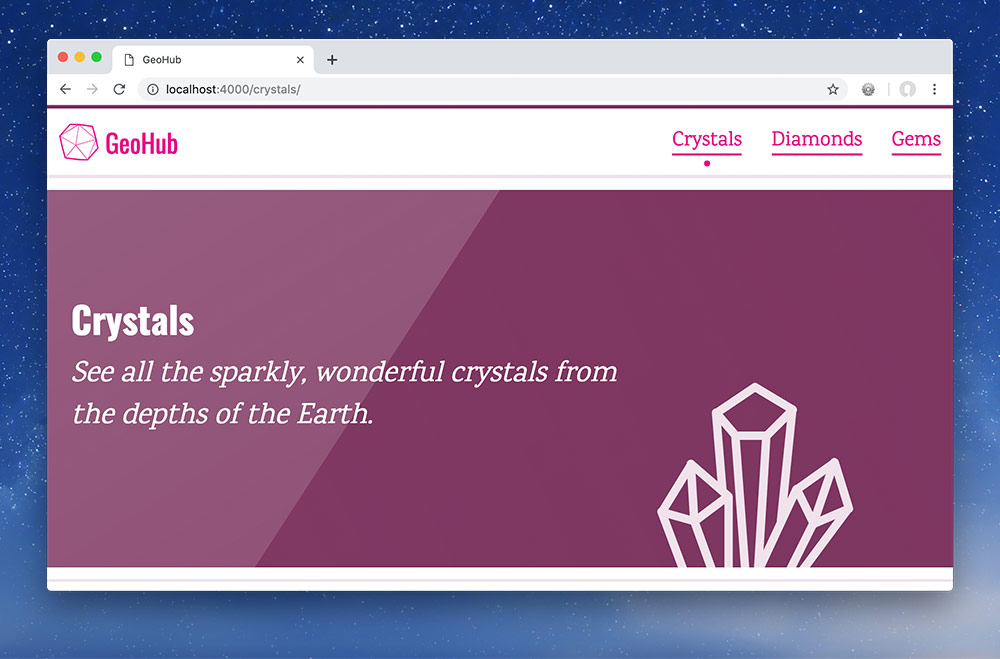 GeoHub
localhost:4000/crystals/
GeoHub
Crystals Diamonds Gems
Crystals
See all the sparkly, wonderful crystals from
the depths of the Earth.